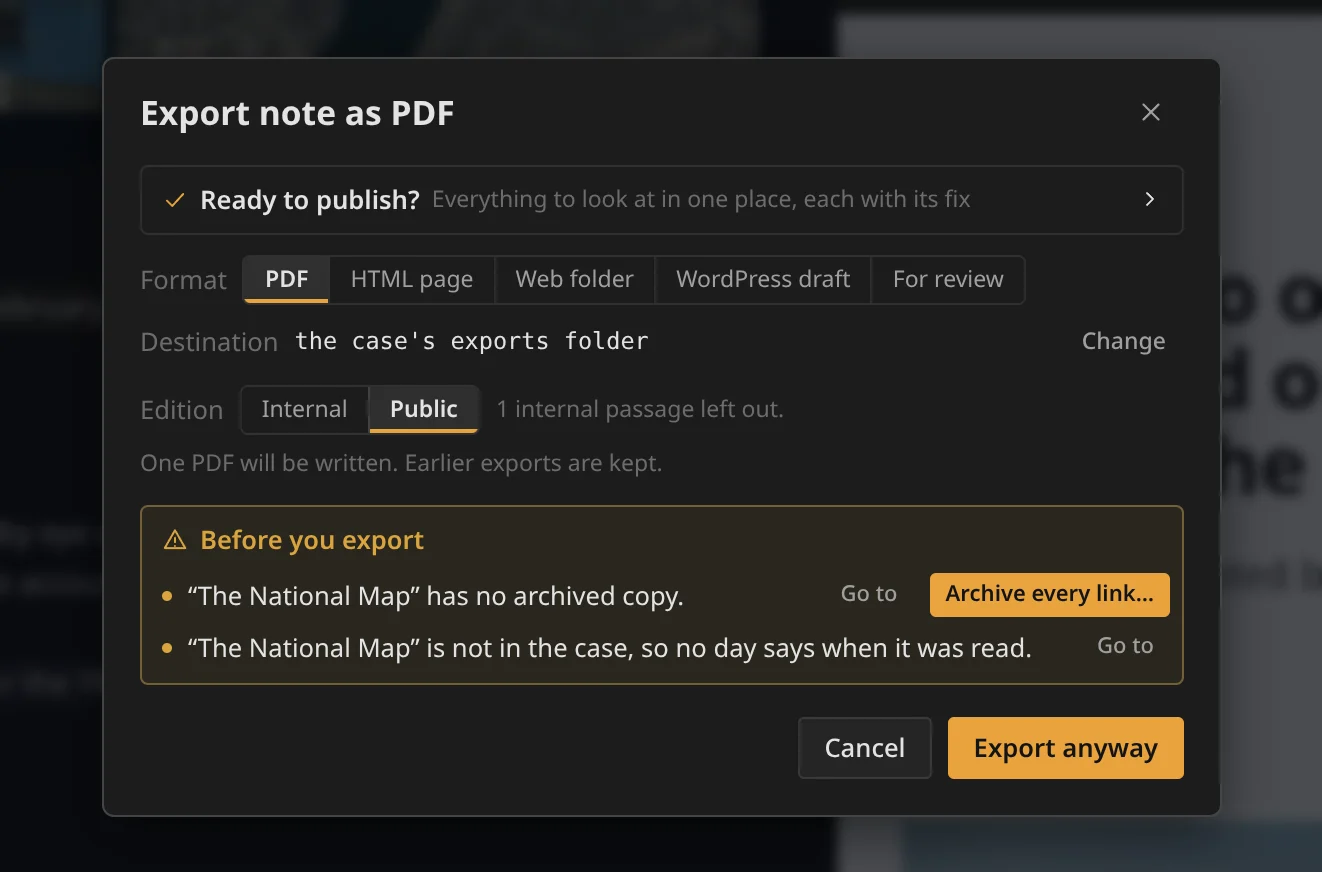 Export note as PDF
Ready to publish? Everything to look at in one place, each with its fix
Format PDF HTML page Web folder WordPress draft For review
Destination the case's exports folder Change
Edition Internal Public 1 internal passage left out.
One PDF will be written. Earlier exports are kept.
Before you export
“The National Map” has no archived copy. Go to Archive every link...
“The National Map” is not in the case, so no day says when it was read. Go to
Cancel Export anyway